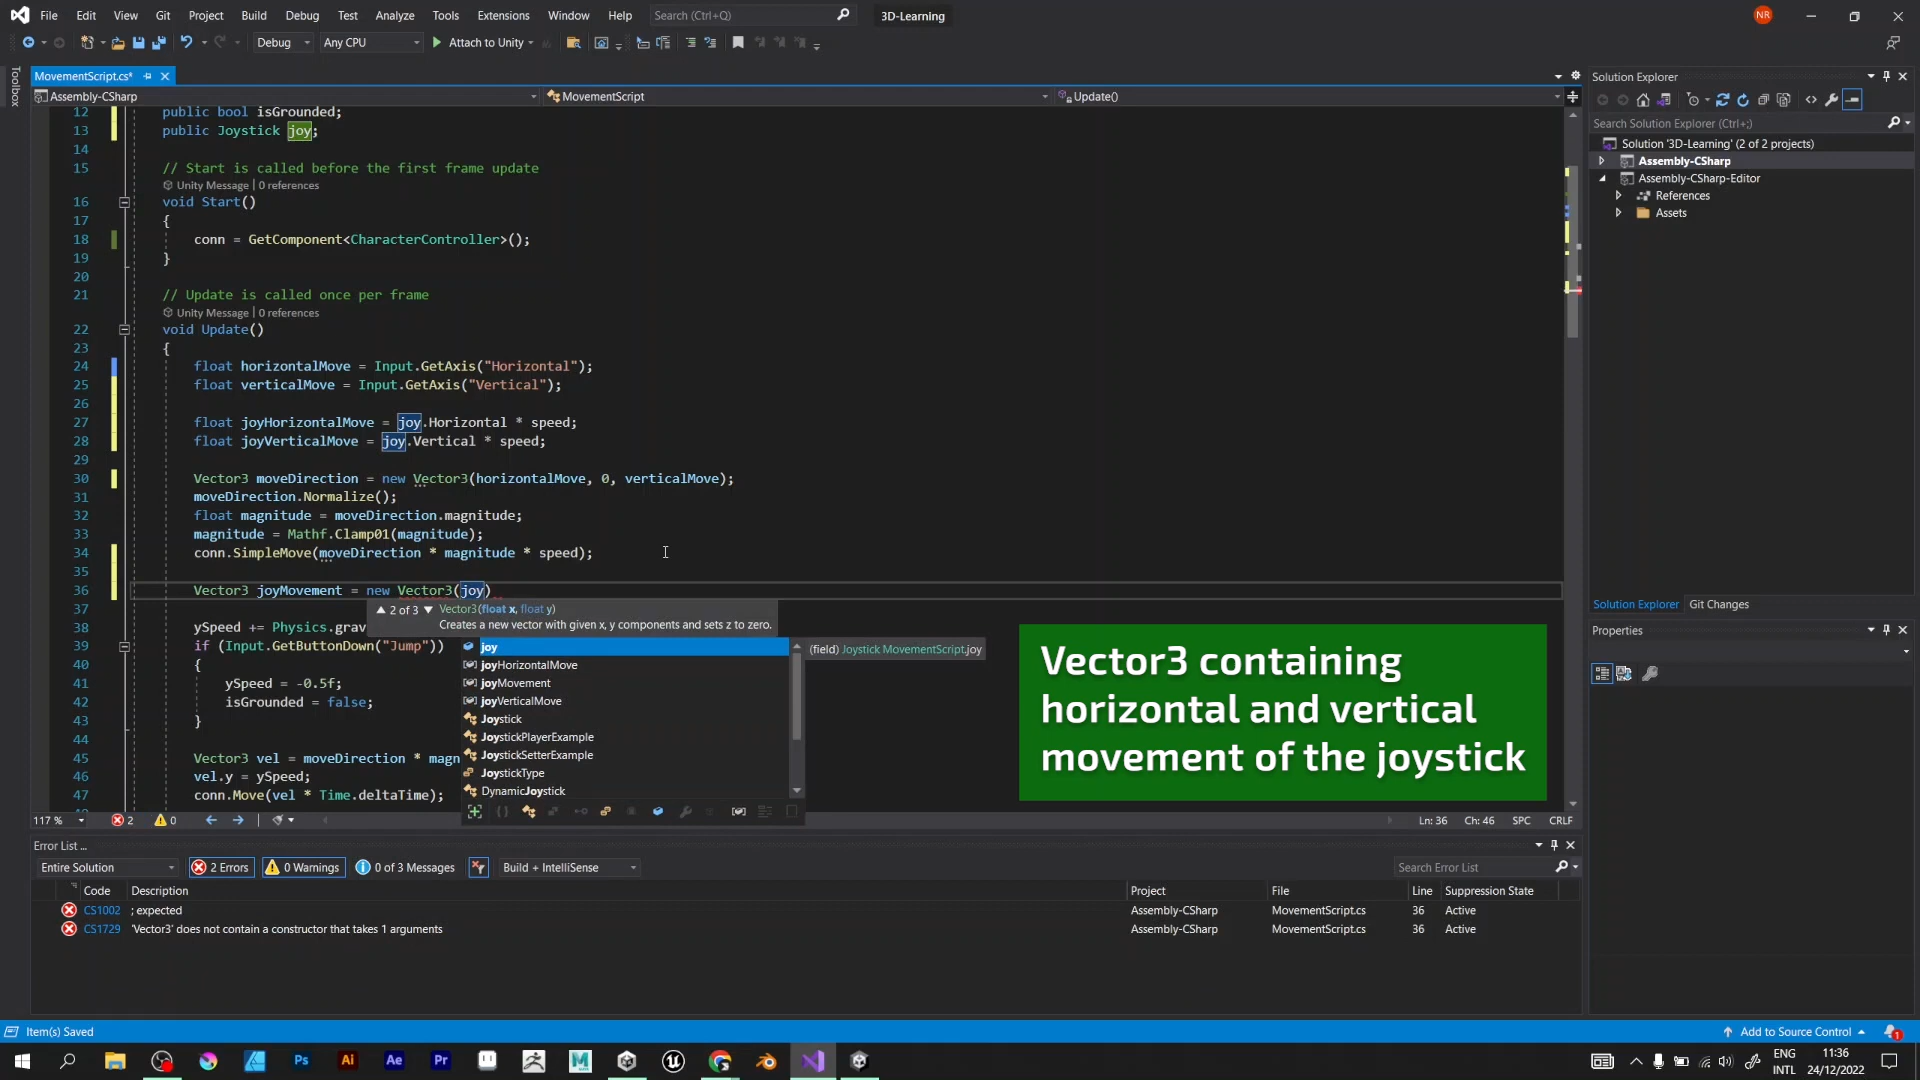 File Edit View Git Project Build Debug Test Analyze Tools Extensions Window Help Search (Ctrl+Q) 3D-Learning NR
Debug Any CPU Attach to Unity
Toolbox
MovementScript.cs*
Assembly-CSharp MovementScript Update()
12 public bool isGrounded;
13 public Joystick joy;
14
15 // Start is called before the first frame update
Unity Message | 0 references
16 void Start()
17 {
18 conn = GetComponent<CharacterController>();
19 }
20
21 // Update is called once per frame
Unity Message | 0 references
22 void Update()
23 {
24 float horizontalMove = Input.GetAxis("Horizontal");
25 float verticalMove = Input.GetAxis("Vertical");
26
27 float joyHorizontalMove = joy.Horizontal * speed;
28 float joyVerticalMove = joy.Vertical * speed;
29
30 Vector3 moveDirection = new Vector3(horizontalMove, 0, verticalMove);
31 moveDirection.Normalize();
32 float magnitude = moveDirection.magnitude;
33 magnitude = Mathf.Clamp01(magnitude);
34 conn.SimpleMove(moveDirection * magnitude * speed);
35
36 Vector3 joyMovement = new Vector3(joy)
37
2 of 3 Vector3(float x, float y)
Creates a new vector with given x, y components and sets z to zero.
38 ySpeed += Physics.grav
39 if (Input.GetButtonDown("Jump"))
40 {
41 ySpeed = -0.5f;
42 isGrounded = false;
43 }
44
45 Vector3 vel = moveDirection * magn
46 vel.y = ySpeed;
47 conn.Move(vel * Time.deltaTime);
joy
joyHorizontalMove
joyMovement
joyVerticalMove
Joystick
JoystickPlayerExample
JoystickSetterExample
JoystickType
DynamicJoystick
(field) Joystick MovementScript.joy
Vector3 containing
horizontal and vertical
movement of the joystick
117 % 2 0 Ln: 36 Ch: 46 SPC CRLF
Error List ...
Entire Solution 2 Errors 0 Warnings 0 of 3 Messages Build + IntelliSense Search Error List
Code Description Project File Line Suppression State
CS1002 ; expected Assembly-CSharp MovementScript.cs 36 Active
CS1729 'Vector3' does not contain a constructor that takes 1 arguments Assembly-CSharp MovementScript.cs 36 Active
Solution Explorer
Search Solution Explorer (Ctrl+;)
Solution '3D-Learning' (2 of 2 projects)
Assembly-CSharp
Assembly-CSharp-Editor
References
Assets
Solution Explorer Git Changes
Properties
Item(s) Saved Add to Source Control 1
Ps Ai Ae Pr M
ENG
INTL
11:36
24/12/2022